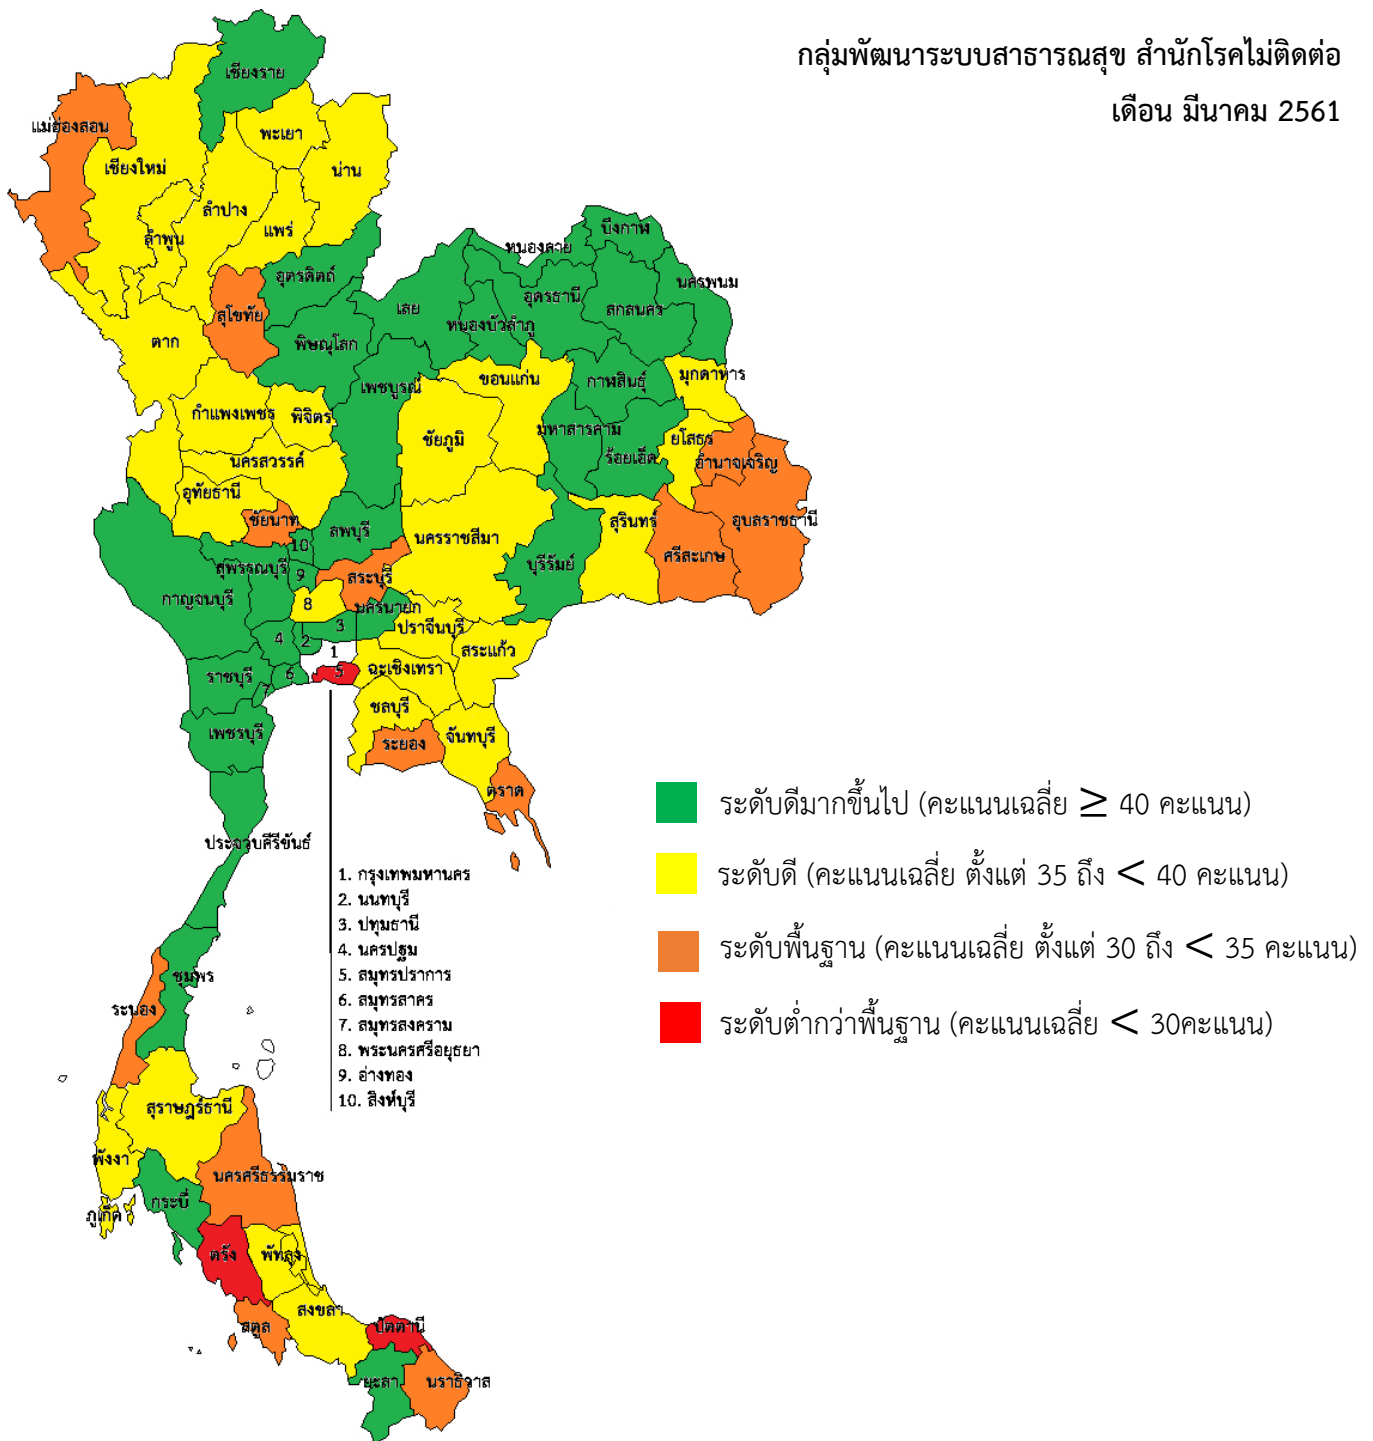 กลุ่มพัฒนาระบบสาธารณสุข สำนักโรคไม่ติดต่อ
เดือน มีนาคม 2561
เชียงราย
แม่ฮ่องสอน
พะเยา
เชียงใหม่
น่าน
ลำปาง
แพร่
ลำพูน
บึงกาฬ
หนองคาย
อุตรดิตถ์
นครพนม
อุดรธานี
เลย
สกลนคร
สุโขทัย
หนองบัวลำภู
ตาก
พิษณุโลก
มุกดาหาร
ขอนแก่น
กาฬสินธุ์
เพชบูรณ์
กำแพงเพชร
พิจิตร
มหาสารคาม
ชัยภูมิ
ยโสธร
ร้อยเอ็ด
อำนาจเจริญ
นครสวรรค์
อุทัยธานี
ชัยนาท
อุบลราชธานี
สุรินทร์
ลพบุรี
นครราชสีมา
10
ศรีสะเกษ
บุรีรัมย์
สุพรรณบุรี
9
สระบุรี
กาญจนบุรี
8
นครนายก
3
ปราจีนบุรี
4
2
1
สระแก้ว
ฉะเชิงเทรา
ราชบุรี
6
5
7
ชลบุรี
เพชรบุรี
ระยอง
จันทบุรี
ตราด
ระดับดีมากขึ้นไป (คะแนนเฉลี่ย ≥ 40 คะแนน)
ประจวบคีรีขันธ์
1. กรุงเทพมหานคร
ระดับดี (คะแนนเฉลี่ย ตั้งแต่ 35 ถึง < 40 คะแนน)
2. นนทบุรี
3. ปทุมธานี
4. นครปฐม
ระดับพื้นฐาน (คะแนนเฉลี่ย ตั้งแต่ 30 ถึง < 35 คะแนน)
5. สมุทรปราการ
ชุมพร
6. สมุทรสาคร
ระนอง
7. สมุทรสงคราม
ระดับต่ำกว่าพื้นฐาน (คะแนนเฉลี่ย < 30คะแนน)
8. พระนครศรีอยุธยา
9. อ่างทอง
10. สิงห์บุรี
สุราษฎร์ธานี
พังงา
นครศรีธรรมราช
กระบี่
ภูเก็ต
ตรัง
พัทลุง
สงขลา
สตูล
ปัตตานี
ยะลา
นราธิวาส